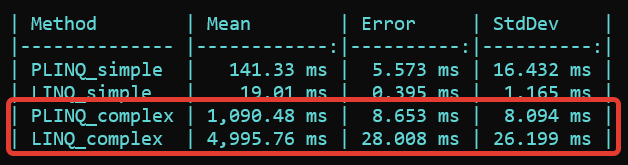 | Method | Mean | Error | StdDev |
|-------------- |------------:|----------:|----------:|
| PLINQ_simple | 141.33 ms | 5.573 ms | 16.432 ms |
| LINQ_simple | 19.01 ms | 0.395 ms | 1.165 ms |
| PLINQ_complex | 1,090.48 ms | 8.653 ms | 8.094 ms |
| LINQ_complex | 4,995.76 ms | 28.008 ms | 26.199 ms |